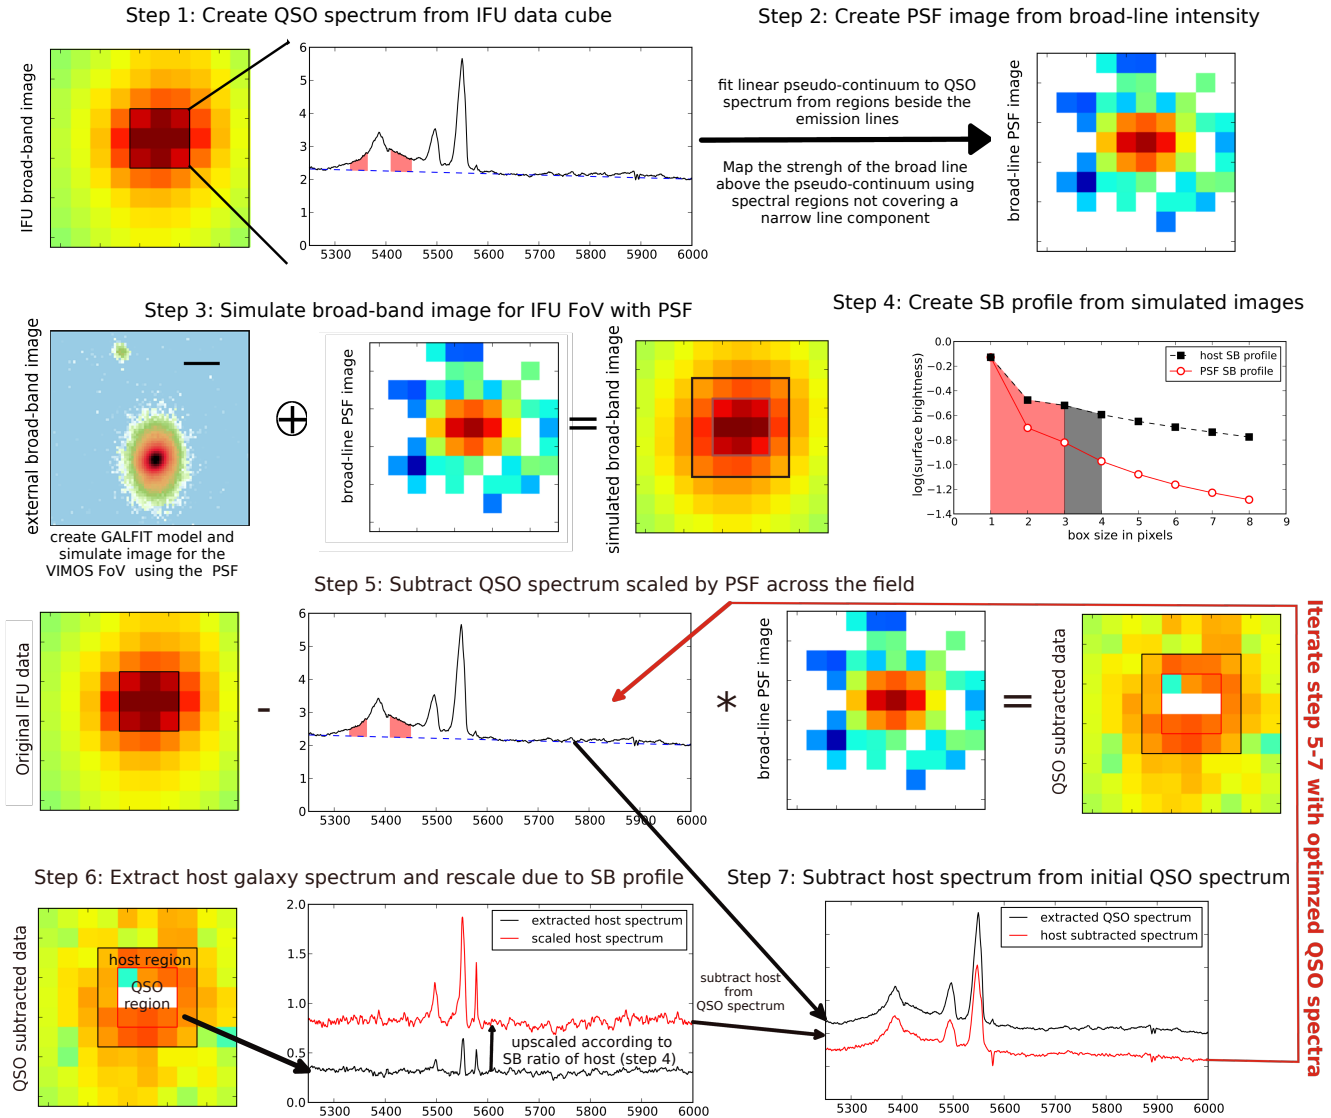 Step 1: Create QSO spectrum from IFU data cube
Step 2: Create PSF image from broad-line intensity
IFU broad-band image
6
5
4
3
2
1
0
5300 5400 5500 5600 5700 5800 5900 6000
fit linear pseudo-continuum to QSO
spectrum from regions beside the
emission lines
Map the strengh of the broad line
above the pseudo-continuum using
spectral regions not covering a
narrow line component
broad-line PSF image
Step 3: Simulate broad-band image for IFU FoV with PSF
Step 4: Create SB profile from simulated images
external broad-band image
create GALFIT model and
simulate image for the
VIMOS FoV using the PSF
⊕
broad-line PSF image
=
simulated broad-band image
log(surface brightness)
0.0
−0.2
−0.4
−0.6
−0.8
−1.0
−1.2
−1.4
0 1 2 3 4 5 6 7 8 9
box size in pixels
host SB profile
PSF SB profile
Step 5: Subtract QSO spectrum scaled by PSF across the field
Original IFU data
-
6
5
4
3
2
1
0
5300 5400 5500 5600 5700 5800 5900 6000
*
broad-line PSF image
=
QSO subtracted data
Iterate step 5-7 with optimzed QSO spectra
Step 6: Extract host galaxy spectrum and rescale due to SB profile
Step 7: Subtract host spectrum from initial QSO spectrum
QSO subtracted data
host region
QSO
region
2.0
1.5
1.0
0.5
0.0
5300 5400 5500 5600 5700 5800 5900 6000
extracted host spectrum
scaled host spectrum
upscaled according to
SB ratio of host (step 4)
subtract host
from
QSO spectrum
extracted QSO spectrum
host subtracted spectrum
5300 5400 5500 5600 5700 5800 5900 6000